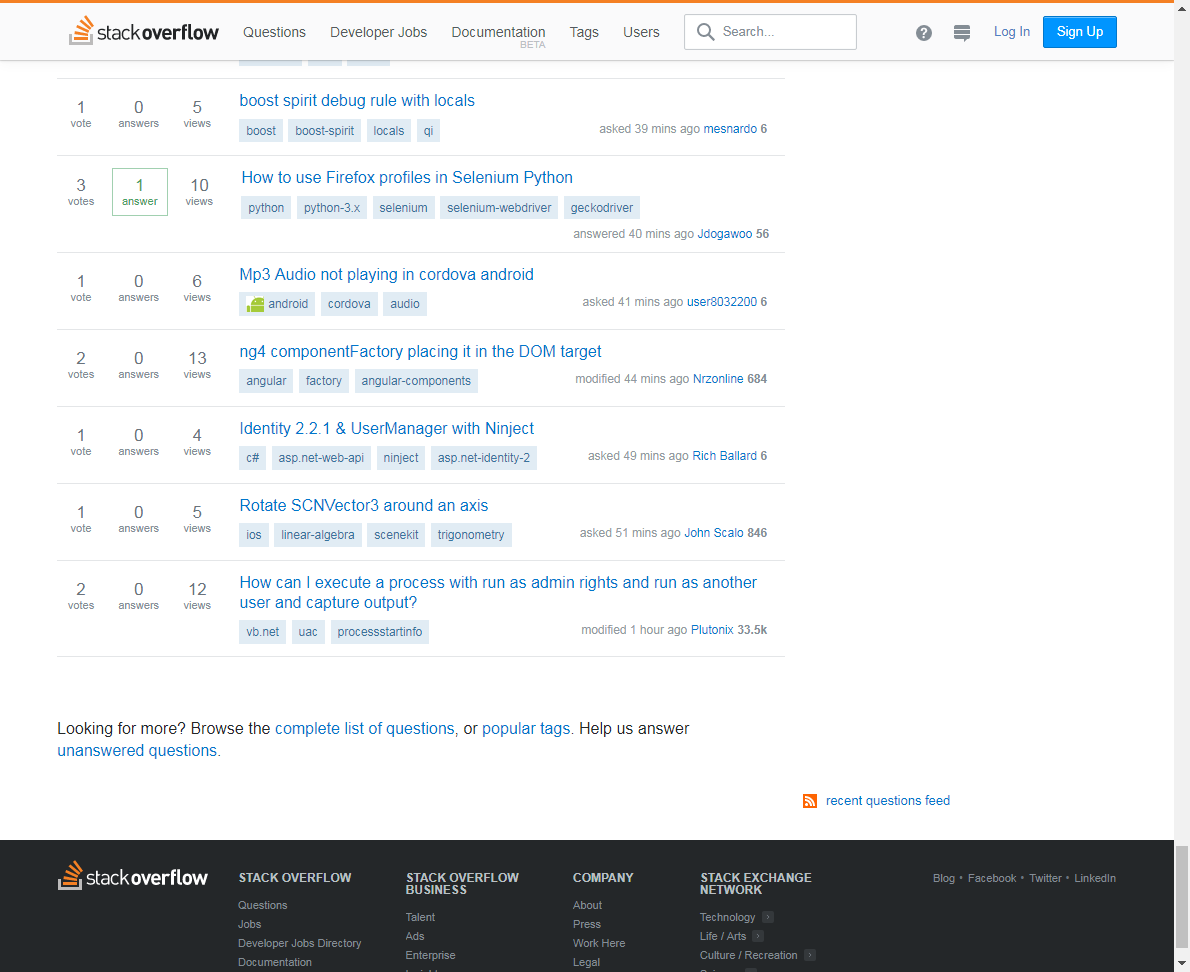 stackoverflow Questions Developer Jobs Documentation Tags Users Search... Log In Sign Up
BETA
1 0 5 boost spirit debug rule with locals
vote answers views
boost boost-spirit locals qi asked 39 mins ago mesnardo 6
3 1 10 How to use Firefox profiles in Selenium Python
votes answer views
python python-3.x selenium selenium-webdriver geckodriver
answered 40 mins ago Jdogawoo 56
1 0 6 Mp3 Audio not playing in cordova android
vote answers views
android cordova audio asked 41 mins ago user8032200 6
2 0 13 ng4 componentFactory placing it in the DOM target
votes answers views
angular factory angular-components modified 44 mins ago Nrzonline 684
1 0 4 Identity 2.2.1 & UserManager with Ninject
vote answers views
c# asp.net-web-api ninject asp.net-identity-2 asked 49 mins ago Rich Ballard 6
1 0 5 Rotate SCNVector3 around an axis
vote answers views
ios linear-algebra scenekit trigonometry asked 51 mins ago John Scalo 846
2 0 12 How can I execute a process with run as admin rights and run as another
votes answers views user and capture output?
vb.net uac processstartinfo modified 1 hour ago Plutonix 33.5k
Looking for more? Browse the complete list of questions, or popular tags. Help us answer
unanswered questions.
recent questions feed
stackoverflow
STACK OVERFLOW
Questions
Jobs
Developer Jobs Directory
Documentation
STACK OVERFLOW
BUSINESS
Talent
Ads
Enterprise
COMPANY
About
Press
Work Here
Legal
STACK EXCHANGE
NETWORK
Technology
Life / Arts
Culture / Recreation
Blog • Facebook • Twitter • LinkedIn